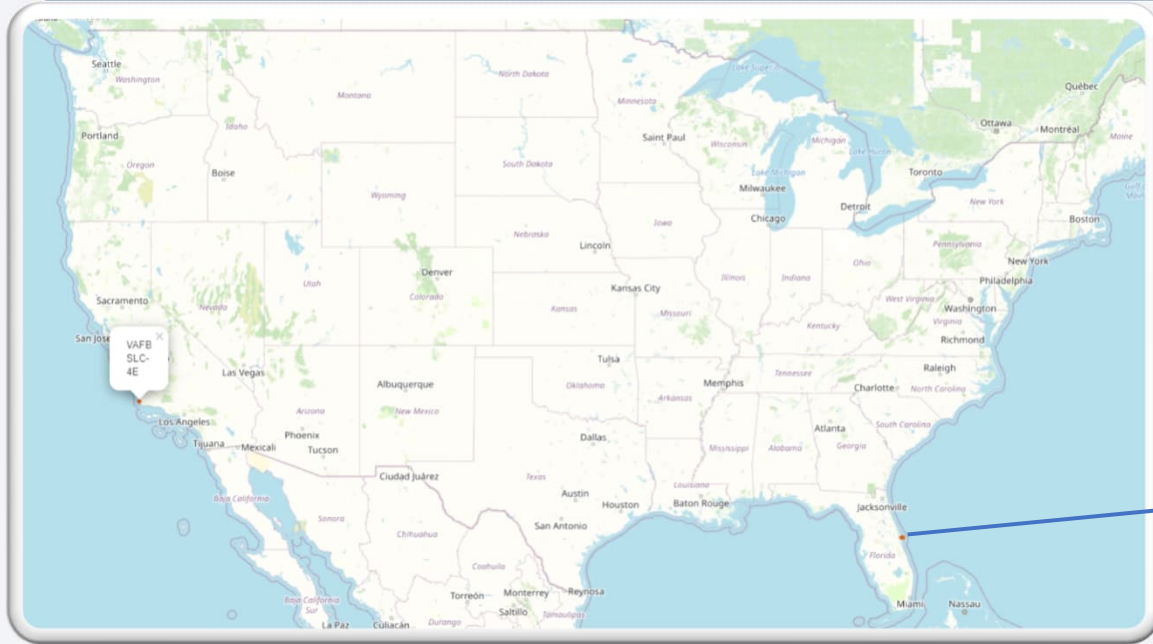 Seattle
Washington
North Dakota
Lake Superior
Montana
Québec
Minnesota
Ottawa
Montréal
Portland
Idaho
Saint Paul
Wisconsin
Michigan
Lake Huron
Maine
Oregon
Boise
South Dakota
Lake Michigan
Toronto
Wyoming
Milwaukee
Detroit
New York
Chicago
Boston
Iowa
Nebraska
Lincoln
Pennsylvania
Ohio
New York
Denver
Utah
Illinois
Indiana
Philadelphia
Sacramento
Nevada
Colorado
Kansas City
Kansas
Missouri
West Virginia
Washington
Virginia
Kentucky
San Jose
Richmond
VAFB
SLC-
4E
×
Las Vegas
Tulsa
Raleigh
Albuquerque
Oklahoma
Memphis
Tennessee
Charlotte
North Carolina
Arkansas
Arizona
New Mexico
Los Angeles
Phoenix
Tijuana
Mexicali
Tucson
Dallas
Mississippi
Alabama
Atlanta
Georgia
South Carolina
Ciudad Juárez
Texas
Louisiana
Baja California
Austin
Houston
Baton Rouge
Jacksonville
Sonora
San Antonio
Chihuahua
Florida
Coahuila
Baja California
Sur
Torreón
Monterrey
Reynosa
Saltillo
Tamaulipas
Miami
Nassau
La Paz
Culiacán
Durango